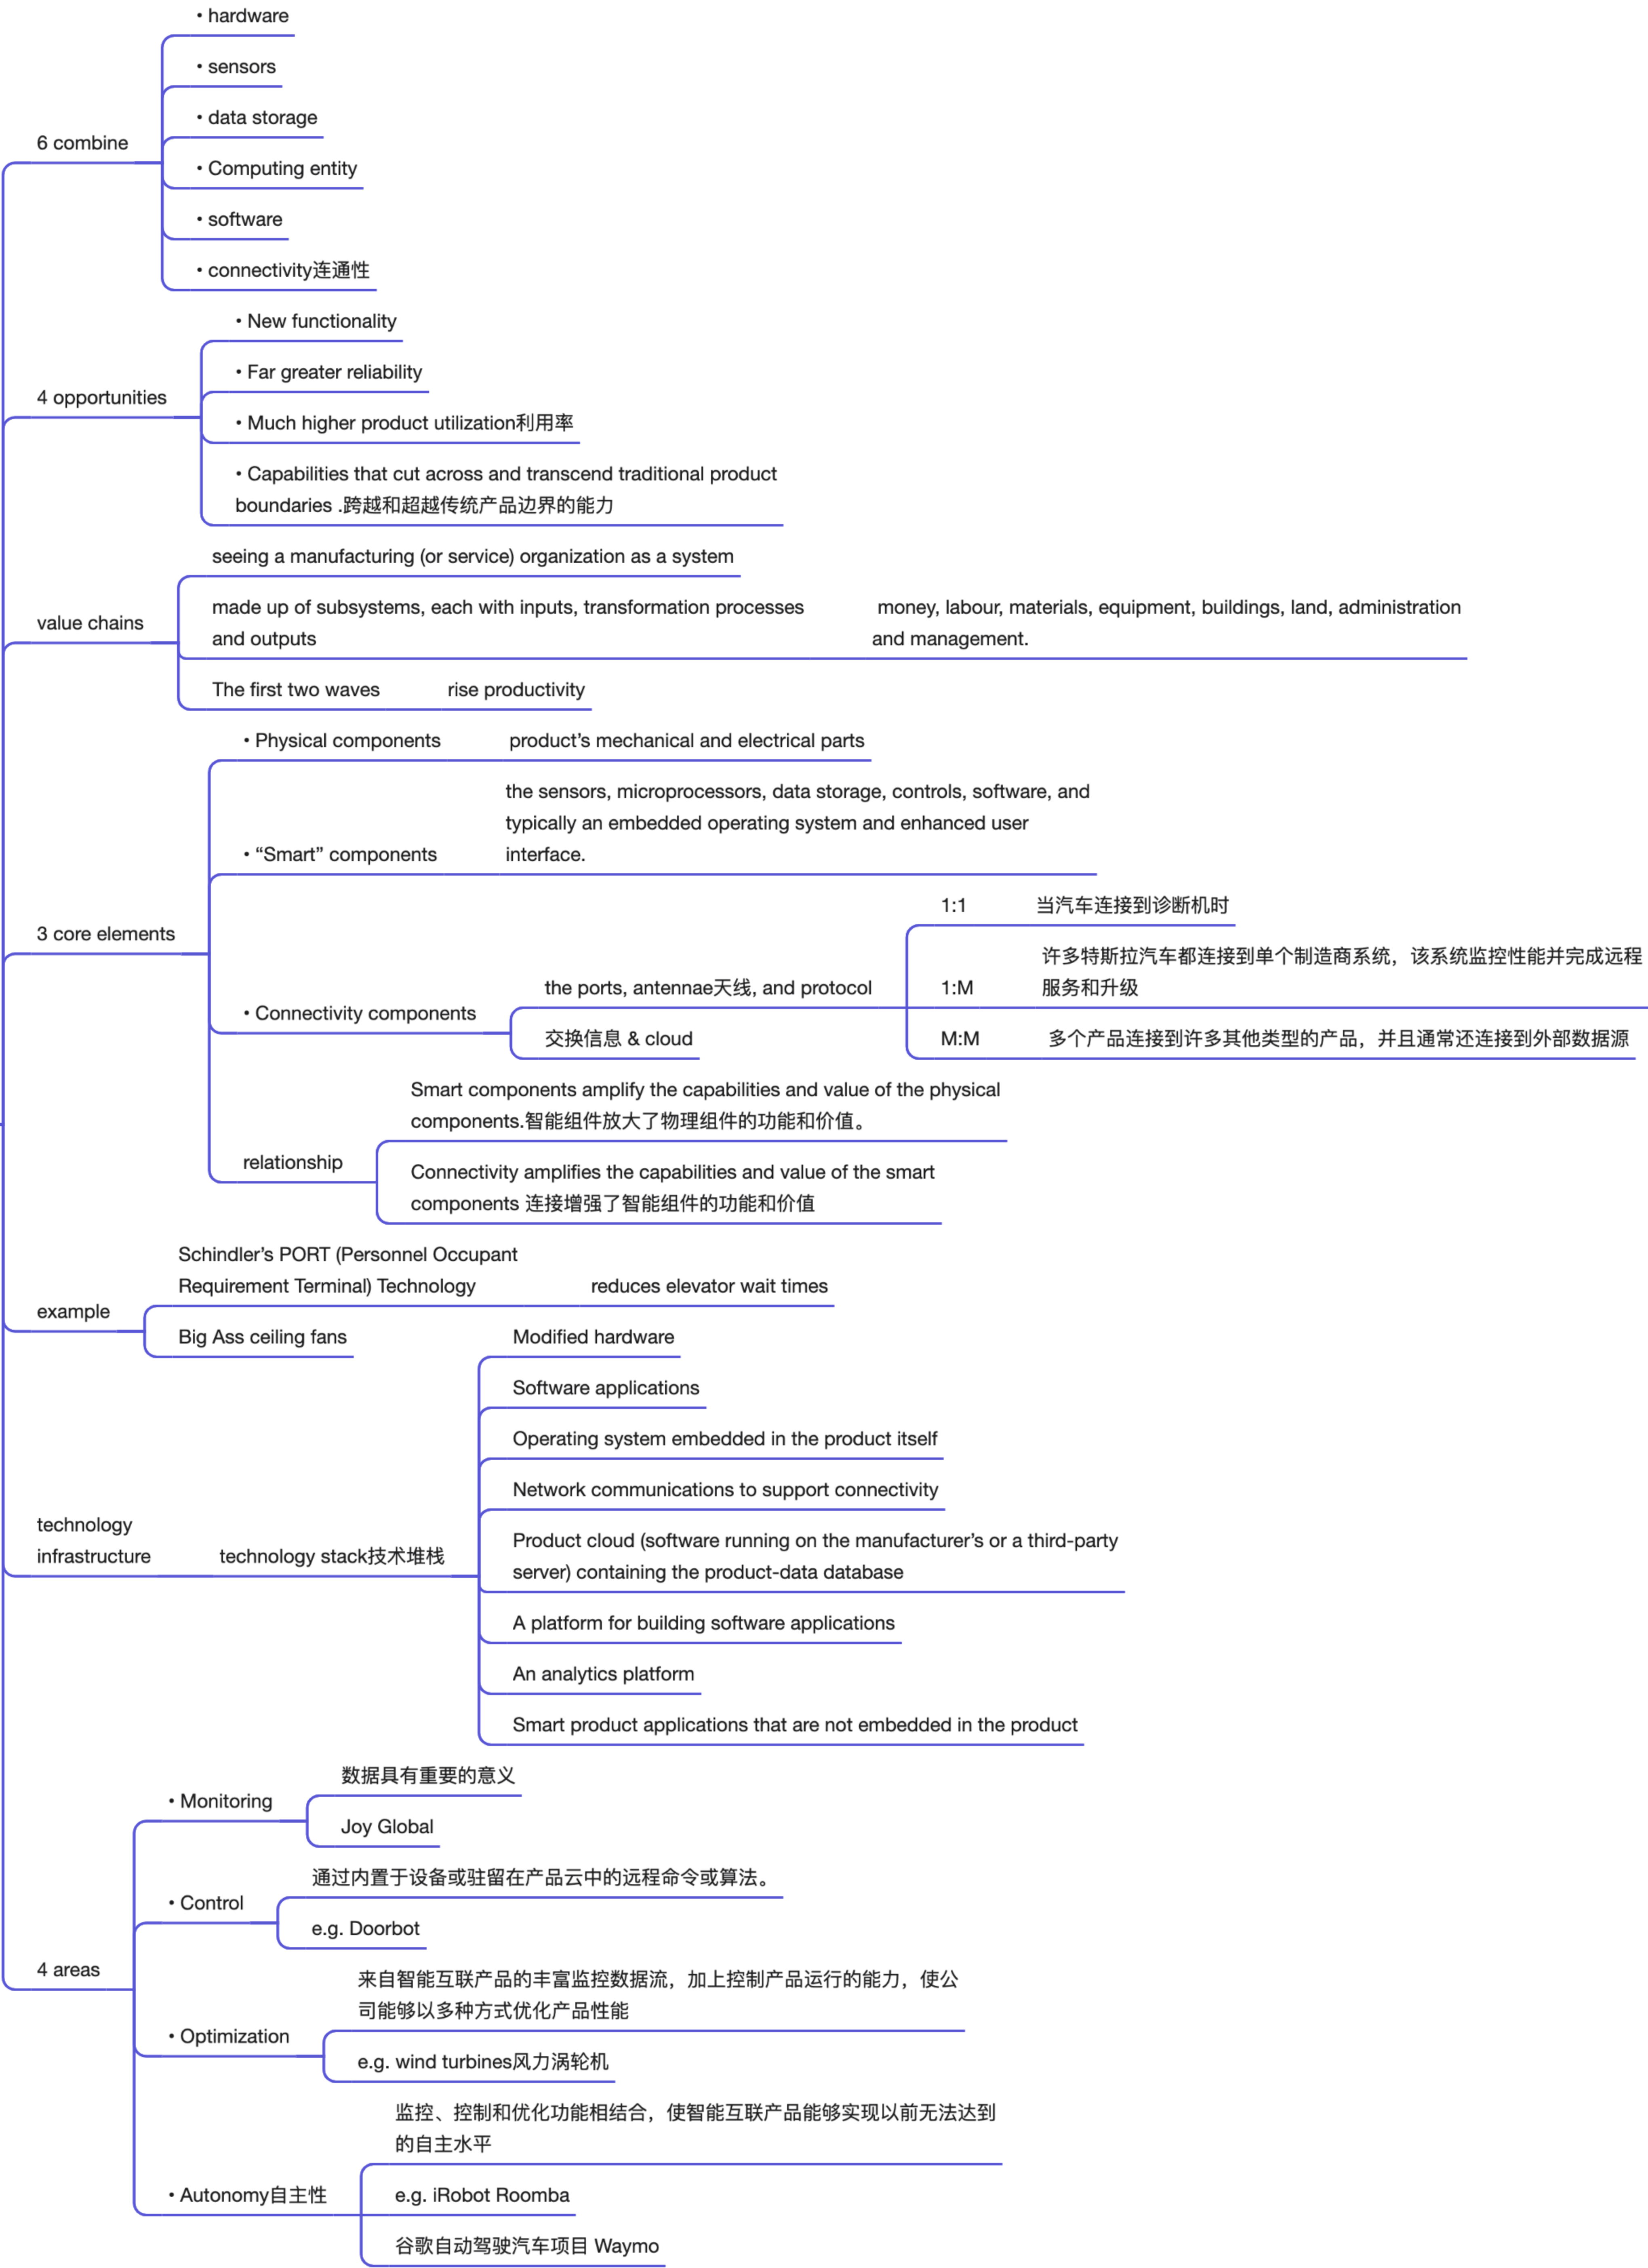 • hardware
• sensors
• data storage
6 combine
• Computing entity
• software
• connectivity连通性
• New functionality
• Far greater reliability
4 opportunities
• Much higher product utilization利用率
• Capabilities that cut across and transcend traditional product
boundaries .跨越和超越传统产品边界的能力
seeing a manufacturing (or service) organization as a system
value chains
made up of subsystems, each with inputs, transformation processes
and outputs
money, labour, materials, equipment, buildings, land, administration
and management.
The first two waves
rise productivity
3 core elements
• Physical components
product’s mechanical and electrical parts
• “Smart” components
the sensors, microprocessors, data storage, controls, software, and
typically an embedded operating system and enhanced user
interface.
• Connectivity components
the ports, antennae天线, and protocol
1:1
当汽车连接到诊断机时
1:M
许多特斯拉汽车都连接到单个制造商系统，该系统监控性能并完成远程
服务和升级
M:M
多个产品连接到许多其他类型的产品，并且通常还连接到外部数据源
交换信息 & cloud
relationship
Smart components amplify the capabilities and value of the physical
components.智能组件放大了物理组件的功能和价值。
Connectivity amplifies the capabilities and value of the smart
components 连接增强了智能组件的功能和价值
example
Schindler’s PORT (Personnel Occupant
Requirement Terminal) Technology
reduces elevator wait times
Big Ass ceiling fans
technology
infrastructure
technology stack技术堆栈
Modified hardware
Software applications
Operating system embedded in the product itself
Network communications to support connectivity
Product cloud (software running on the manufacturer’s or a third-party
server) containing the product-data database
A platform for building software applications
An analytics platform
Smart product applications that are not embedded in the product
4 areas
• Monitoring
数据具有重要的意义
Joy Global
• Control
通过内置于设备或驻留在产品云中的远程命令或算法。
e.g. Doorbot
• Optimization
来自智能互联产品的丰富监控数据流，加上控制产品运行的能力，使公
司能够以多种方式优化产品性能
e.g. wind turbines风力涡轮机
• Autonomy自主性
监控、控制和优化功能相结合，使智能互联产品能够实现以前无法达到
的自主水平
e.g. iRobot Roomba
谷歌自动驾驶汽车项目 Waymo